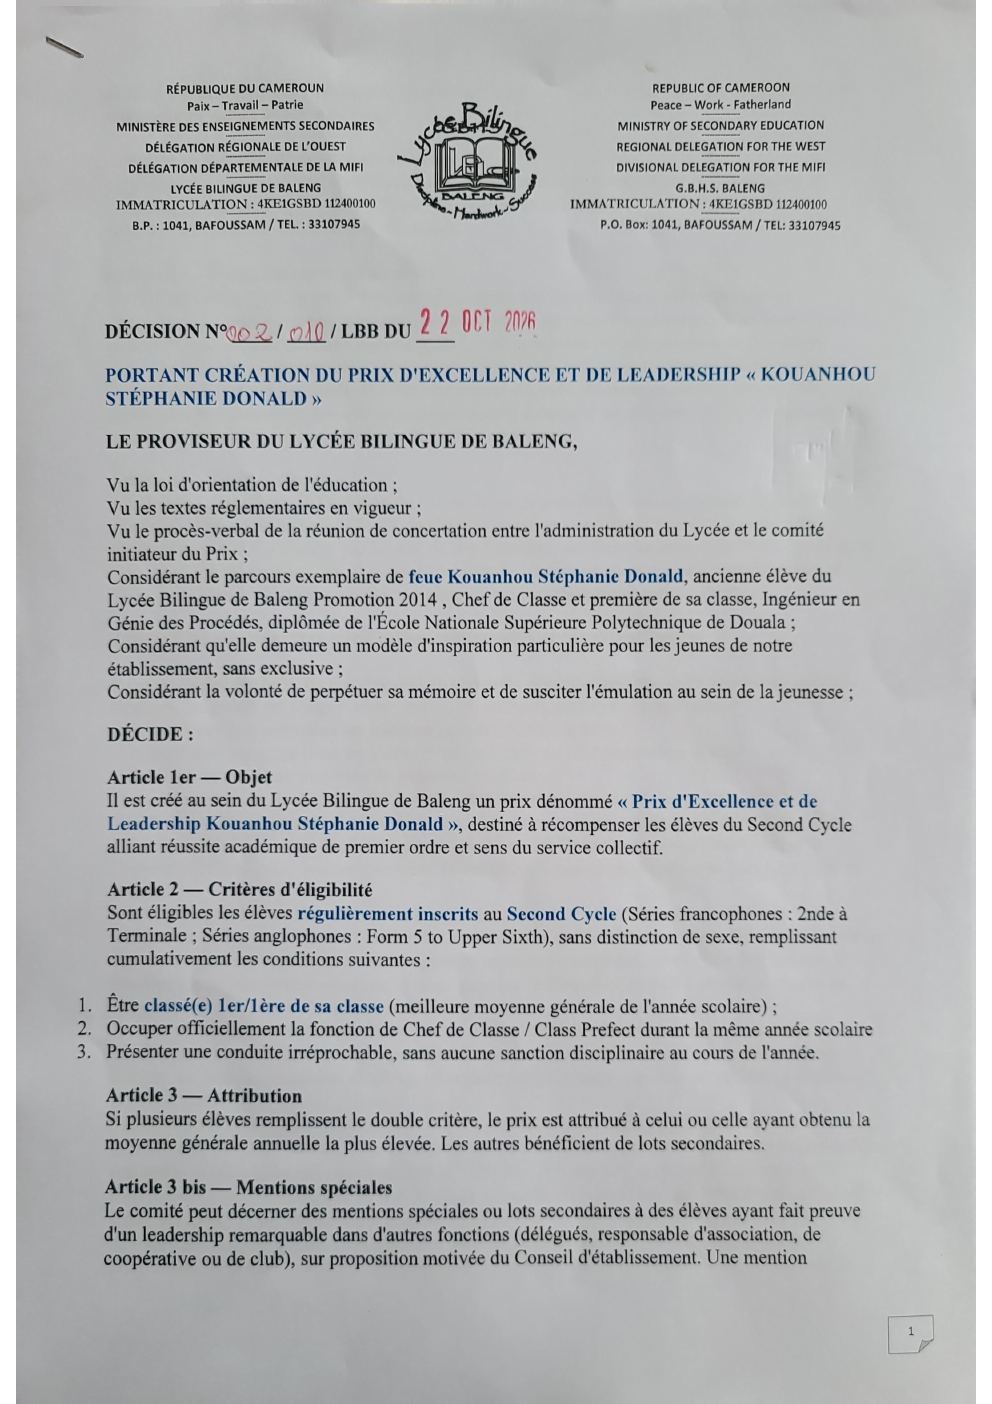 RÉPUBLIQUE DU CAMEROUN
Paix – Travail – Patrie
MINISTÈRE DES ENSEIGNEMENTS SECONDAIRES
DÉLÉGATION RÉGIONALE DE L'OUEST
DÉLÉGATION DÉPARTEMENTALE DE LA MIFI
LYCÉE BILINGUE DE BALENG
IMMATRICULATION : 4KE1GSBD 112400100
B.P. : 1041, BAFOUSSAM / TEL. : 33107945
Lycée Bilingue
BALENG
Discipline - Hardwork - Success
REPUBLIC OF CAMEROON
Peace – Work - Fatherland
MINISTRY OF SECONDARY EDUCATION
REGIONAL DELEGATION FOR THE WEST
DIVISIONAL DELEGATION FOR THE MIFI
G.B.H.S. BALENG
IMMATRICULATION : 4KE1GSBD 112400100
P.O. Box: 1041, BAFOUSSAM / TEL: 33107945
DÉCISION N°002 / 010 / LBB DU 22 OCT 2026
PORTANT CRÉATION DU PRIX D'EXCELLENCE ET DE LEADERSHIP « KOUANHOU
STÉPHANIE DONALD »
LE PROVISEUR DU LYCÉE BILINGUE DE BALENG,
Vu la loi d'orientation de l'éducation ;
Vu les textes réglementaires en vigueur ;
Vu le procès-verbal de la réunion de concertation entre l'administration du Lycée et le comité
initiateur du Prix ;
Considérant le parcours exemplaire de feue Kouanhou Stéphanie Donald, ancienne élève du
Lycée Bilingue de Baleng Promotion 2014 , Chef de Classe et première de sa classe, Ingénieur en
Génie des Procédés, diplômée de l'École Nationale Supérieure Polytechnique de Douala ;
Considérant qu'elle demeure un modèle d'inspiration particulière pour les jeunes de notre
établissement, sans exclusive ;
Considérant la volonté de perpétuer sa mémoire et de susciter l'émulation au sein de la jeunesse ;
DÉCIDE :
Article 1er — Objet
Il est créé au sein du Lycée Bilingue de Baleng un prix dénommé « Prix d'Excellence et de
Leadership Kouanhou Stéphanie Donald », destiné à récompenser les élèves du Second Cycle
alliant réussite académique de premier ordre et sens du service collectif.
Article 2 — Critères d'éligibilité
Sont éligibles les élèves régulièrement inscrits au Second Cycle (Séries francophones : 2nde à
Terminale ; Séries anglophones : Form 5 to Upper Sixth), sans distinction de sexe, remplissant
cumulativement les conditions suivantes :
1. Être classé(e) 1er/1ère de sa classe (meilleure moyenne générale de l'année scolaire) ;
2. Occuper officiellement la fonction de Chef de Classe / Class Prefect durant la même année scolaire
3. Présenter une conduite irréprochable, sans aucune sanction disciplinaire au cours de l'année.
Article 3 — Attribution
Si plusieurs élèves remplissent le double critère, le prix est attribué à celui ou celle ayant obtenu la
moyenne générale annuelle la plus élevée. Les autres bénéficient de lots secondaires.
Article 3 bis — Mentions spéciales
Le comité peut décerner des mentions spéciales ou lots secondaires à des élèves ayant fait preuve
d'un leadership remarquable dans d'autres fonctions (délégués, responsable d'association, de
coopérative ou de club), sur proposition motivée du Conseil d'établissement. Une mention
1